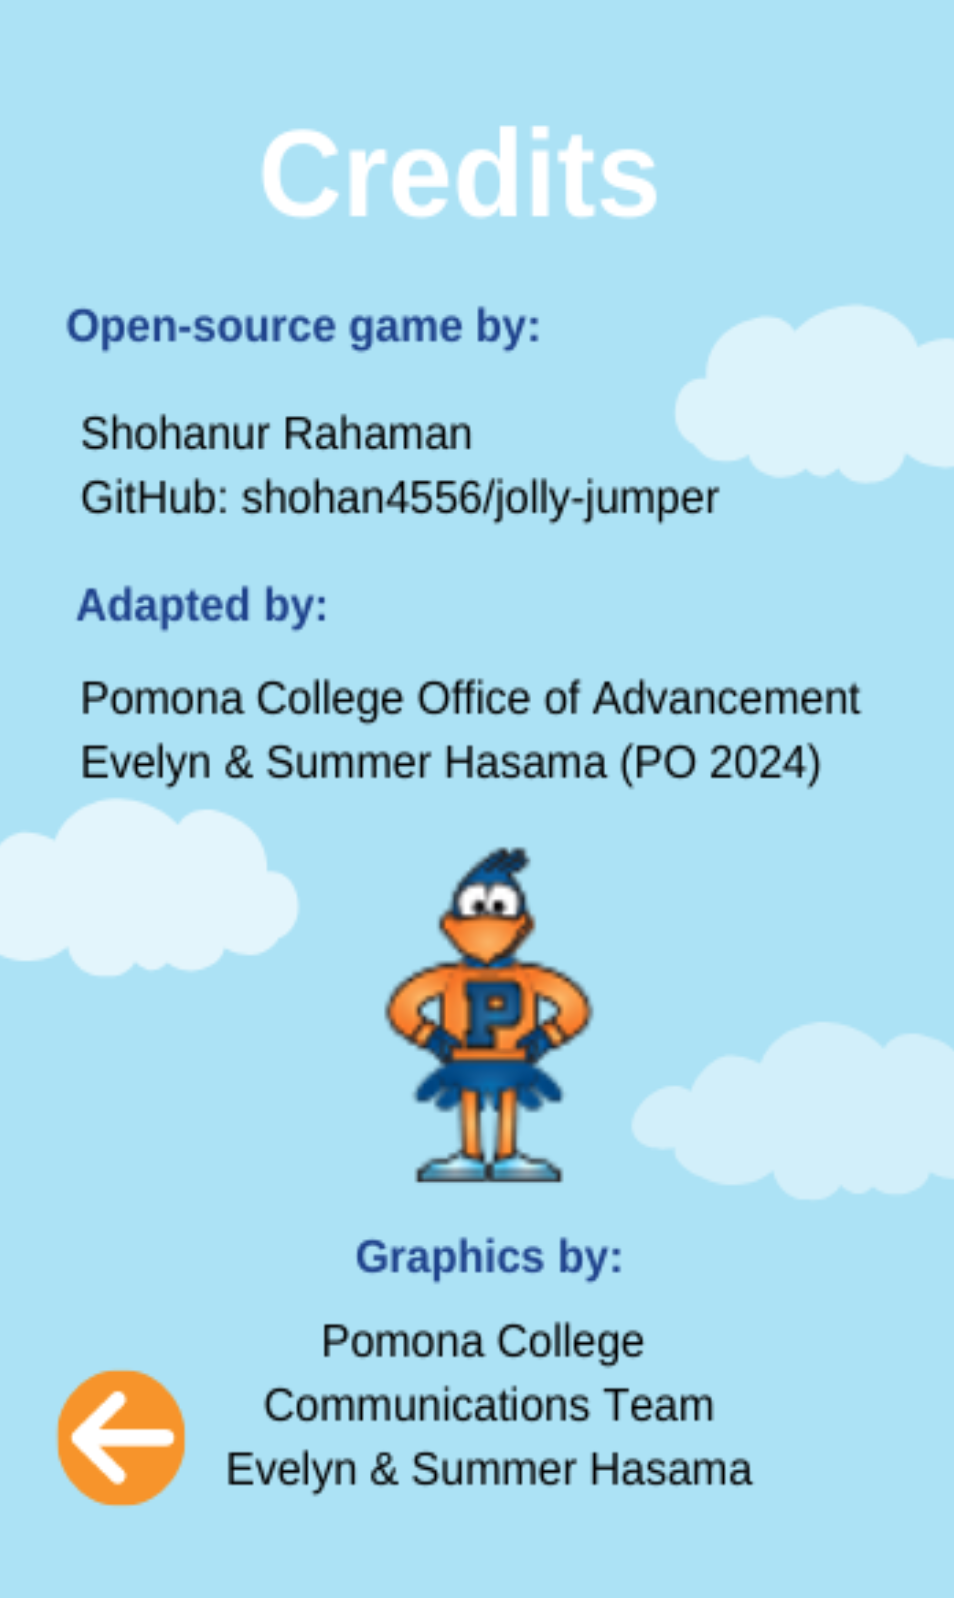 Credits
Open-source game by:
Shohanur Rahaman
GitHub: shohan4556/jolly-jumper
Adapted by:
Pomona College Office of Advancement
Evelyn & Summer Hasama (PO 2024)
P
Graphics by:
Pomona College
Communications Team
Evelyn & Summer Hasama